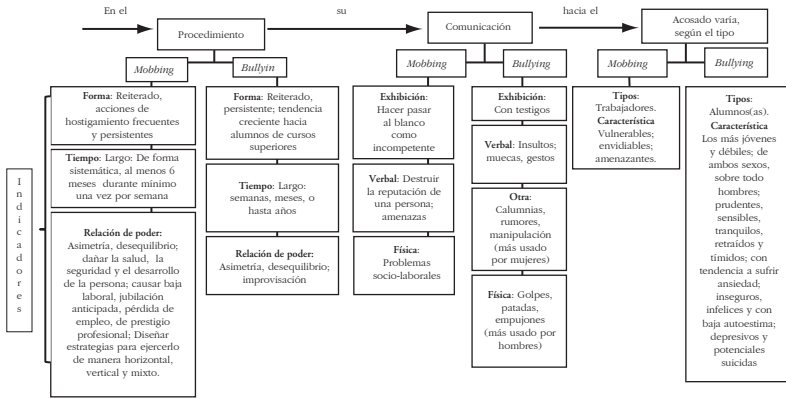 En el
Procedimiento
su
Comunicación
hacia el
Acosado varía,
según el tipo
Mobbing
Bullyin
Mobbing
Bullying
Mobbing
Bullying
Indicadores
Forma: Reiterado,
acciones de
hostigamiento frecuentes
y persistentes
Tiempo: Largo: De forma
sistemática, al menos 6
meses durante mínimo
una vez por semana
Relación de poder:
Asimetría, desequilibrio;
dañar la salud, la
seguridad y el desarrollo
de la persona; causar baja
laboral, jubilación
anticipada, pérdida de
empleo, de prestigio
profesional; Diseñar
estrategias para ejercerlo
de manera horizontal,
vertical y mixto.
Forma: Reiterado,
persistente; tendencia
creciente hacia
alumnos de cursos
superiores
Tiempo: Largo:
semanas, meses, o
hasta años
Relación de poder:
Asimetría, desequilibrio;
improvisación
Exhibición:
Hacer pasar
al blanco
como
incompetente
Verbal: Destruir
la reputación de
una persona;
amenazas
Física:
Problemas
socio-laborales
Exhibición:
Con testigos
Verbal: Insultos;
muecas, gestos
Otra:
Calumnias,
rumores,
manipulación
(más usado
por mujeres)
Física: Golpes,
patadas,
empujones
(más usado por
hombres)
Tipos:
Trabajadores.
Característica
Vulnerables;
envidiables;
amenazantes.
Tipos:
Alumnos(as).
Característica
Los más jóvenes
y débiles; de
ambos sexos,
sobre todo
hombres;
prudentes,
sensibles,
tranquilos,
retraídos y
tímidos; con
tendencia a sufrir
ansiedad;
inseguros,
infelices y con
baja autoestima;
depresivos y
potenciales
suicidas